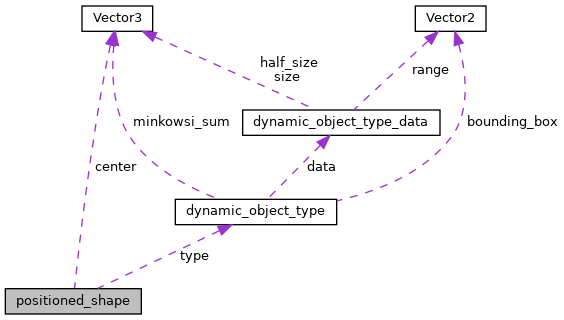 Vector3
Vector2
half_size
size
range
dynamic_object_type_data
minkowsi_sum
bounding_box
center
data
dynamic_object_type
type
positioned_shape